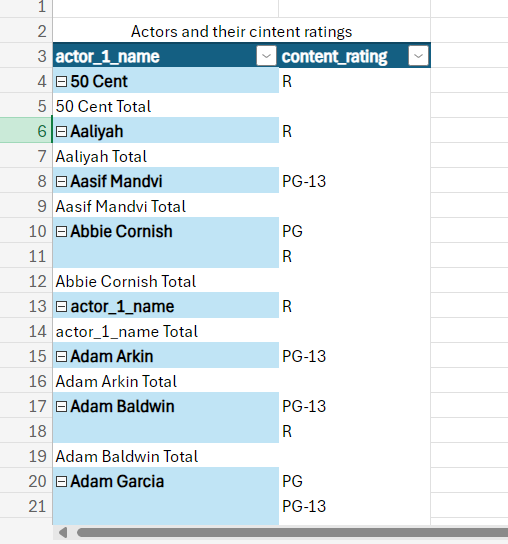 1
2 Actors and their cintent ratings
3 actor_1_name content_rating
4 50 Cent R
5 50 Cent Total
6 Aaliyah R
7 Aaliyah Total
8 Aasif Mandvi PG-13
9 Aasif Mandvi Total
10 Abbie Cornish PG
11 R
12 Abbie Cornish Total
13 actor_1_name R
14 actor_1_name Total
15 Adam Arkin PG-13
16 Adam Arkin Total
17 Adam Baldwin PG-13
18 R
19 Adam Baldwin Total
20 Adam Garcia PG
21 PG-13